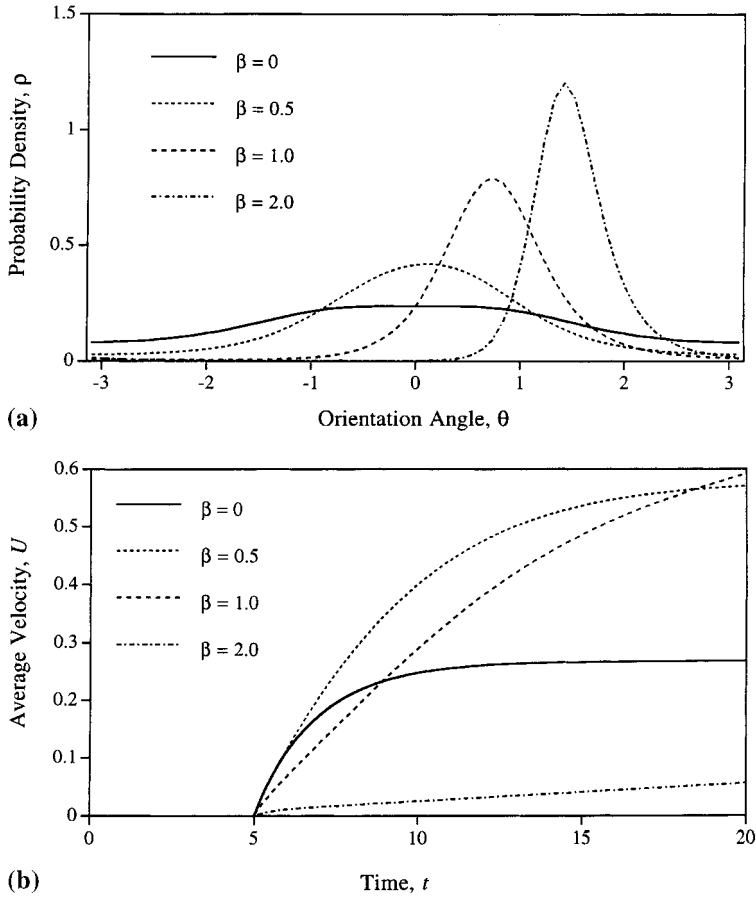 1.5
1
0.5
0
Probability Density, ρ
β = 0
β = 0.5
β = 1.0
β = 2.0
-3 -2 -1 0 1 2 3
Orientation Angle, θ
(a)
0.6
0.5
0.4
0.3
0.2
0.1
0
Average Velocity, U
β = 0
β = 0.5
β = 1.0
β = 2.0
0 5 10 15 20
Time, t
(b)